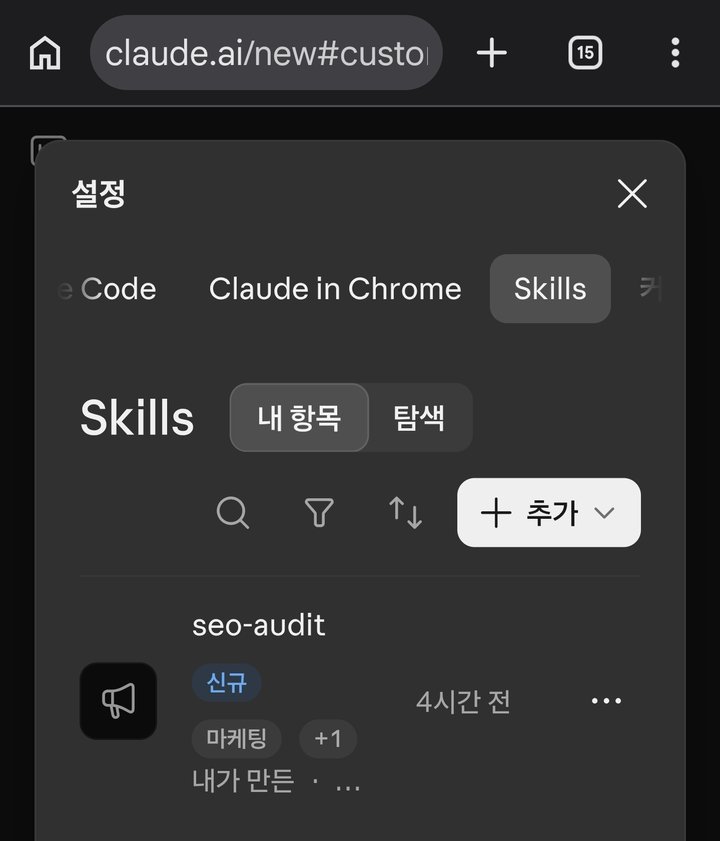 claude.ai/new#custo
15
설정
e Code Claude in Chrome Skills
Skills 내 항목 탐색
추가
seo-audit
신규
4시간 전
마케팅 +1
내가 만든 · ...